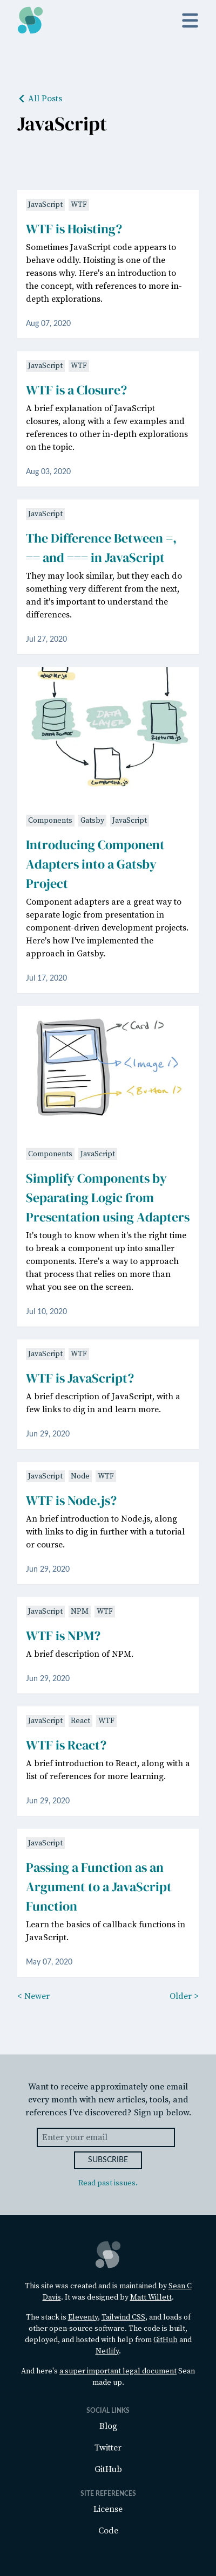 All Posts
JavaScript
JavaScript WTF
WTF is Hoisting?
Sometimes JavaScript code appears to
behave oddly. Hoisting is one of the
reasons why. Here's an introduction to
the concept, with references to more in-
depth explorations.
Aug 07, 2020
JavaScript WTF
WTF is a Closure?
A brief explanation of JavaScript
closures, along with a few examples and
references to other in-depth explorations
on the topic.
Aug 03, 2020
JavaScript
The Difference Between =,
== and === in JavaScript
They may look similar, but they each do
something very different from the next,
and it's important to understand the
differences.
Jul 27, 2020
DATA
LAYER
Components Gatsby JavaScript
Introducing Component
Adapters into a Gatsby
Project
Component adapters are a great way to
separate logic from presentation in
component-driven development projects.
Here's how I've implemented the
approach in Gatsby.
Jul 17, 2020
<Card />
<Image />
<Button />
Components JavaScript
Simplify Components by
Separating Logic from
Presentation using Adapters
It's tough to know when it's the right time
to break a component up into smaller
components. Here's a way to approach
that process that relies on more than
what you see on the screen.
Jul 10, 2020
JavaScript WTF
WTF is JavaScript?
A brief description of JavaScript, with a
few links to dig in and learn more.
Jun 29, 2020
JavaScript Node WTF
WTF is Node.js?
An brief introduction to Node.js, along
with links to dig in further with a tutorial
or course.
Jun 29, 2020
JavaScript NPM WTF
WTF is NPM?
A brief description of NPM.
Jun 29, 2020
JavaScript React WTF
WTF is React?
A brief introduction to React, along with a
list of references for more learning.
Jun 29, 2020
JavaScript
Passing a Function as an
Argument to a JavaScript
Function
Learn the basics of callback functions in
JavaScript.
May 07, 2020
< Newer Older >
Want to receive approximately one email
every month with new articles, tools, and
references I've discovered? Sign up below.
Enter your email
SUBSCRIBE
Read past issues.
This site was created and is maintained by Sean C
Davis. It was designed by Matt Willett.
The stack is Eleventy, Tailwind CSS, and loads of
other open-source software. The code is built,
deployed, and hosted with help from GitHub and
Netlify.
And here's a super important legal document Sean
made up.
SOCIAL LINKS
Blog
Twitter
GitHub
SITE REFERENCES
License
Code